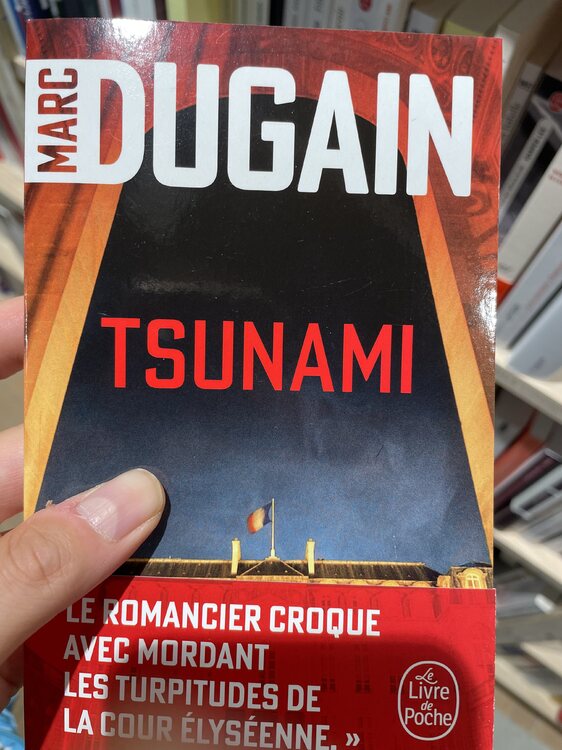 MARC
DUGAIN
TSUNAMI
LE ROMANCIER CROQUE
AVEC MORDANT
LES TURPITUDES DE
LA COUR ÉLYSÉENNE. »
Le
Livre
de
Poche